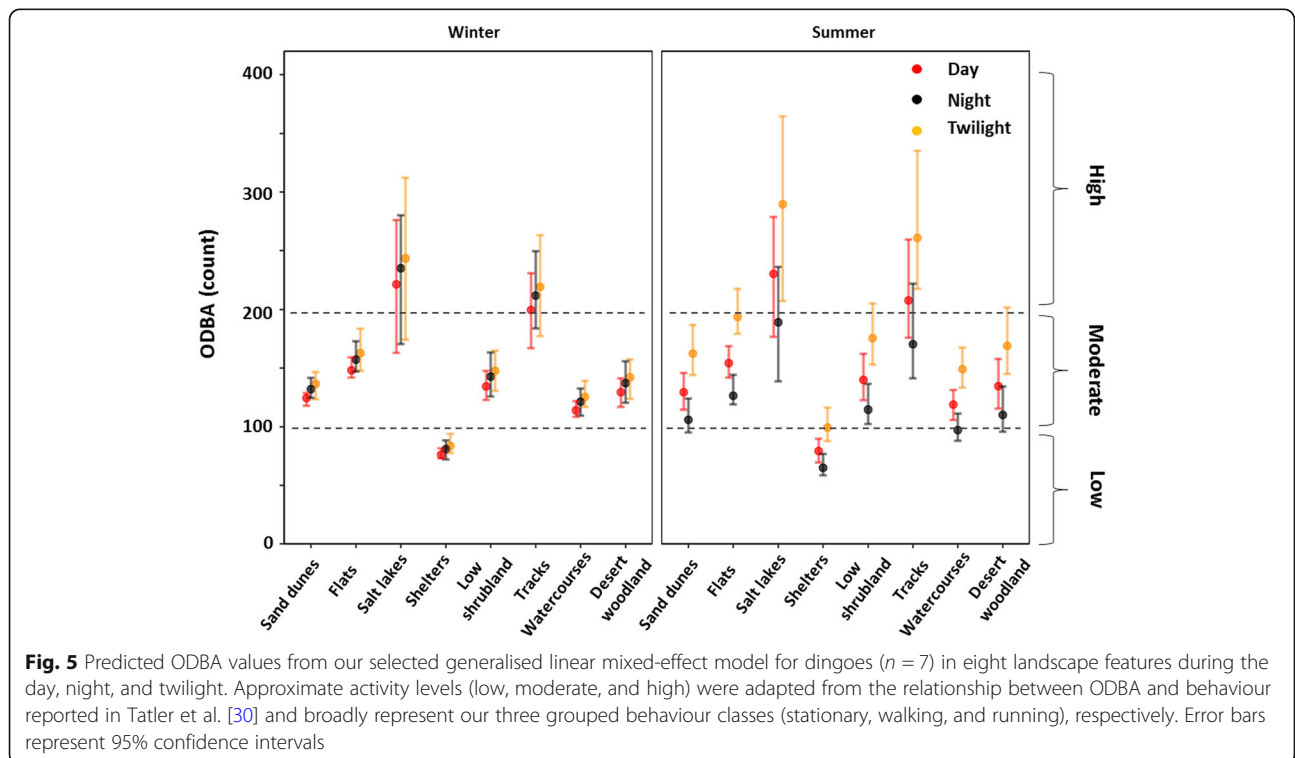 Winter
Summer
Day
Night
Twilight
ODBA (count)
400
300
200
100
0
High
Moderate
Low
Sand dunes
Flats
Salt lakes
Shelters
Low
shrubland
Tracks
Watercourses
Desert
woodland
Sand dunes
Flats
Salt lakes
Shelters
Low
shrubland
Tracks
Watercourses
Desert
woodland
Fig. 5 Predicted ODBA values from our selected generalised linear mixed-effect model for dingoes (n = 7) in eight landscape features during the
day, night, and twilight. Approximate activity levels (low, moderate, and high) were adapted from the relationship between ODBA and behaviour
reported in Tatler et al. [30] and broadly represent our three grouped behaviour classes (stationary, walking, and running), respectively. Error bars
represent 95% confidence intervals